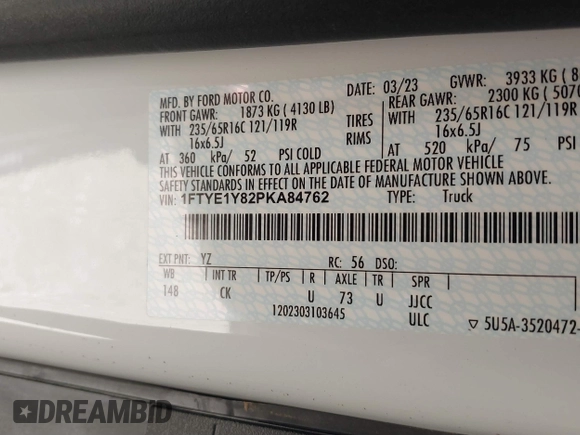 MFD. BY FORD MOTOR CO. 03/23 GVWR: 3933 KG ( 8
FRONT GAWR: 1873 KG ( 4130 LB) REAR GAWR: 2300 KG ( 5070
WITH 235/65R16C 121/119R TIRES WITH 235/65R16C 121/119R
16x6.5J RIMS 16x6.5J
AT 360 kPa/ 52 PSI COLD AT 520 kPa/ 75 PSI
THIS VEHICLE CONFORMS TO ALL APPLICABLE FEDERAL MOTOR VEHICLE
SAFETY STANDARDS IN EFFECT ON THE DATE OF MANUFACTURE SHOWN ABOVE.
VIN: 1FTYE1Y82PKA84762 TYPE: Truck
EXT PNT: YZ RC: 56 DSO:
WB INT TR TP/PS R AXLE TR SPR
148 CK U 73 U JJCC
1202303103645 ULC ▽ 5U5A-3520472-
DREAMBID